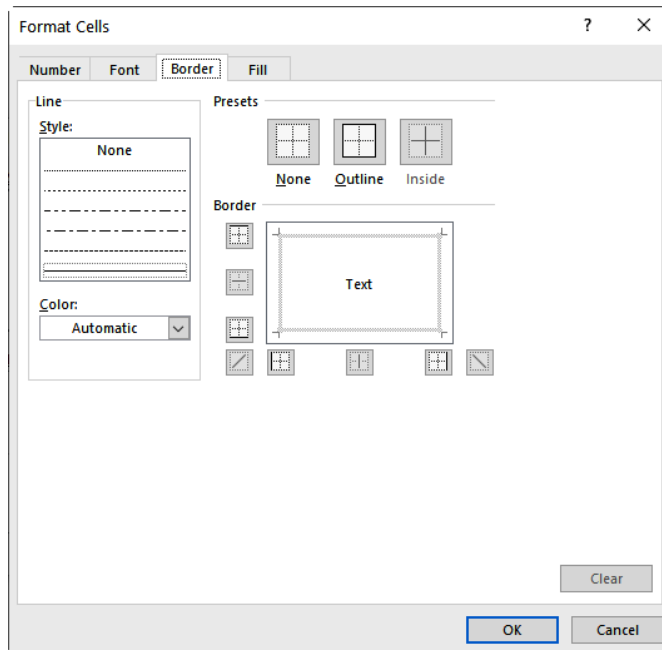 Format Cells
?
Number Font Border Fill
Line
Style:
None
Color:
Automatic
Presets
None Outline Inside
Border
Text
Clear
OK Cancel